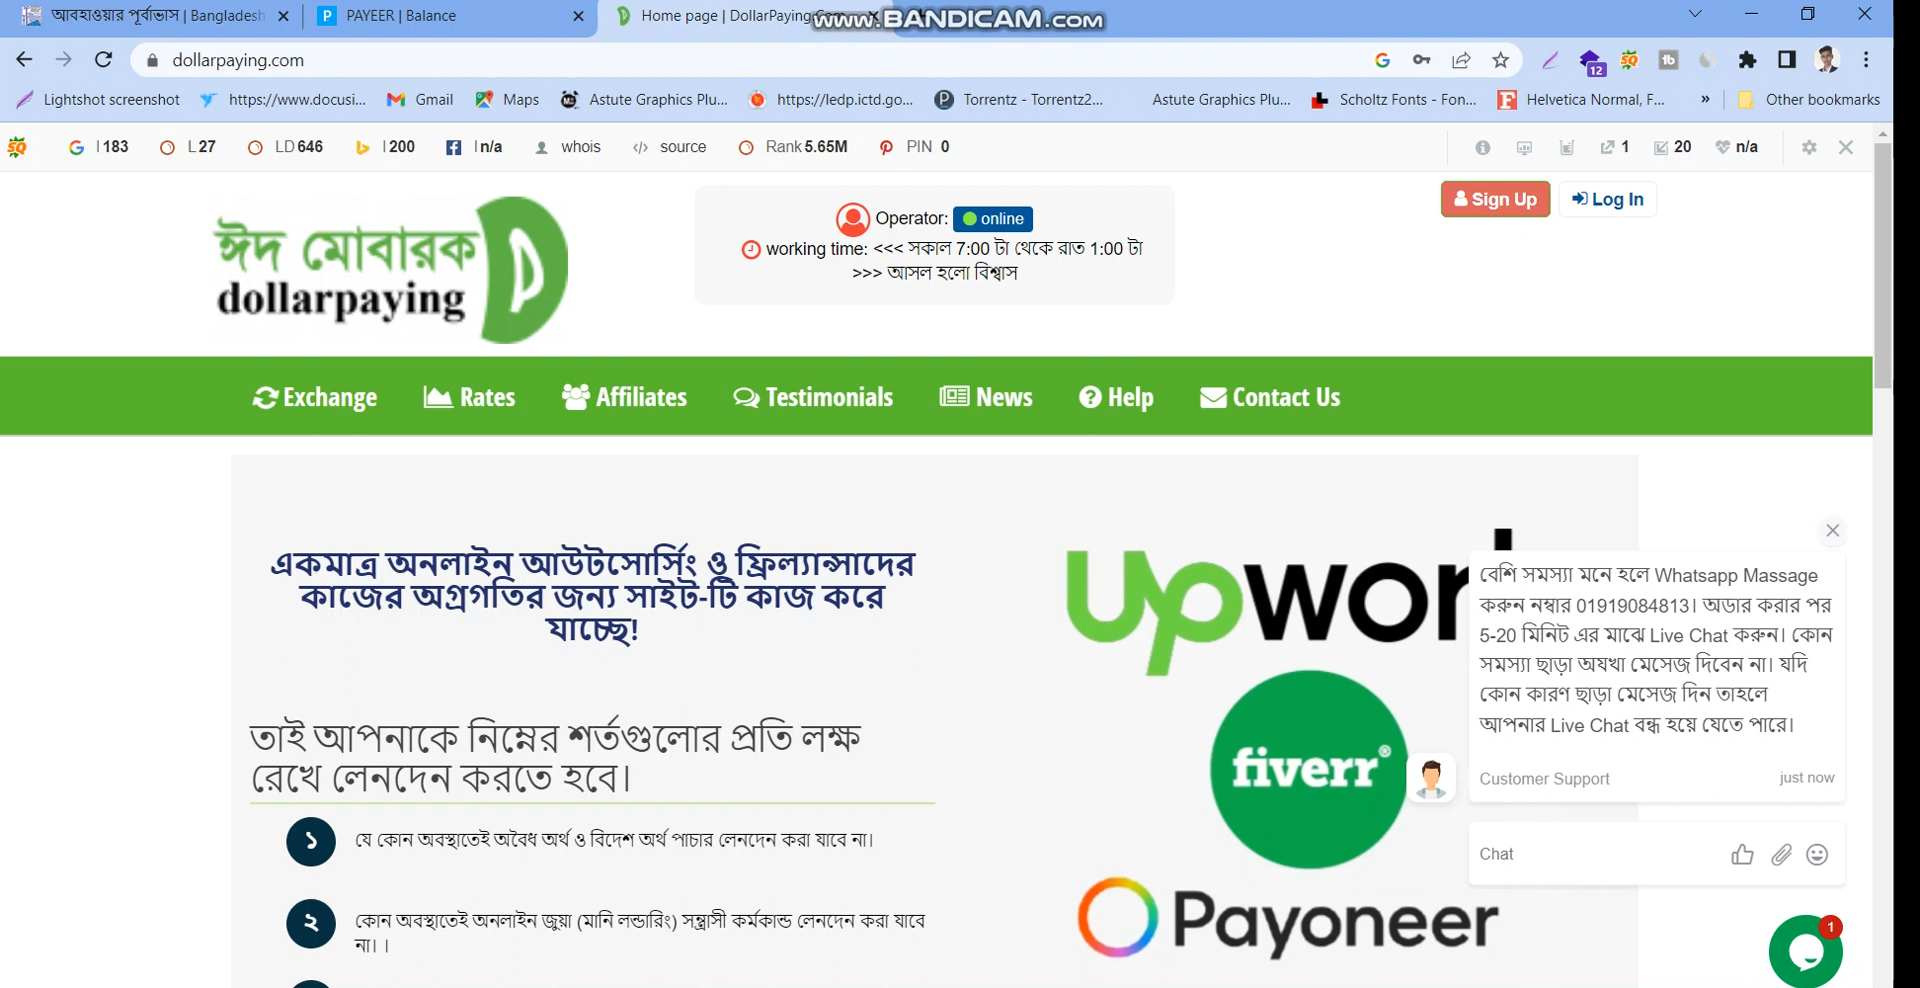 আবহাওয়ার পূর্বাভাস | Bangladesh
PAYEER | Balance
Home page | DollarPaying.Com
www.BANDICAM.com
dollarpaying.com
12
Lightshot screenshot
https://www.docusi...
Gmail
Maps
Astute Graphics Plu...
https://ledp.ictd.go...
Torrentz - Torrentz2...
Astute Graphics Plu...
Scholtz Fonts - Fon...
Helvetica Normal, F...
»
Other bookmarks
SQ
I 183
L 27
LD 646
I 200
I n/a
whois
source
Rank 5.65M
PIN 0
1
20
n/a
ঈদ মোবারক
dollarpaying
Operator: online
working time: <<< সকাল 7:00 টা থেকে রাত 1:00 টা
>>> আসল হলো বিশ্বাস
Sign Up
Log In
Exchange
Rates
Affiliates
Testimonials
News
Help
Contact Us
একমাত্র অনলাইন আউটসোর্সিং ও ফ্রিল্যান্সাদের
কাজের অগ্রগতির জন্য সাইট-টি কাজ করে
যাচ্ছে!
তাই আপনাকে নিম্নের শর্তগুলোর প্রতি লক্ষ
রেখে লেনদেন করতে হবে।
১ যে কোন অবস্থাতেই অবৈধ অর্থ ও বিদেশ অর্থ পাচার লেনদেন করা যাবে না।
২ কোন অবস্থাতেই অনলাইন জুয়া (মানি লন্ডারিং) সন্ত্রাসী কর্মকান্ড লেনদেন করা যাবে
না।।
fiverr®
Payoneer
বেশি সমস্যা মনে হলে Whatsapp Massage
করুন নম্বার 01919084813। অডার করার পর
5-20 মিনিট এর মাঝে Live Chat করুন। কোন
সমস্যা ছাড়া অযখা মেসেজ দিবেন না। যদি
কোন কারণ ছাড়া মেসেজ দিন তাহলে
আপনার Live Chat বন্ধ হয়ে যেতে পারে।
Customer Support
just now
Chat
1